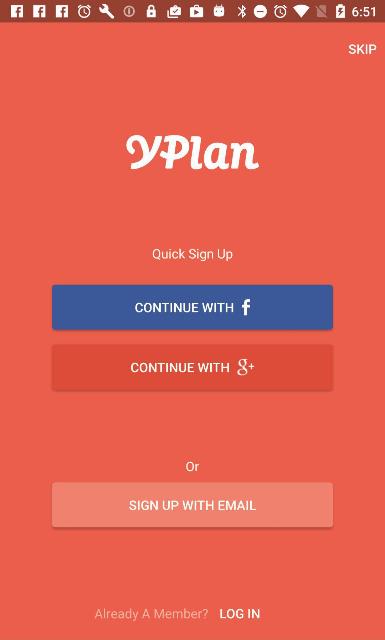 6:51
SKIP
YPlan
Quick Sign Up
CONTINUE WITH f
CONTINUE WITH g+
Or
SIGN UP WITH EMAIL
Already A Member? LOG IN